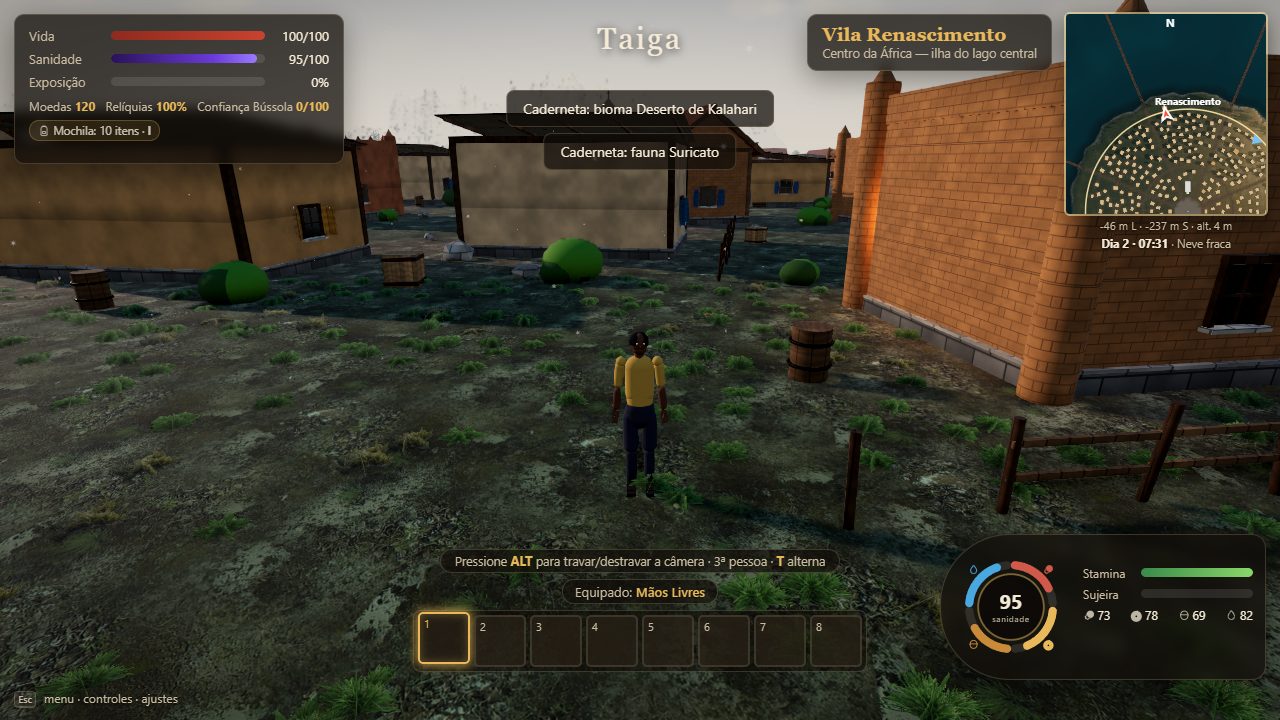 Vida 100/100
Sanidade 95/100
Exposição 0%
Moedas 120 Relíquias 100% Confiança Bússola 0/100
Mochila: 10 itens · I
Taiga
Caderneta: bioma Deserto de Kalahari
Caderneta: fauna Suricato
Vila Renascimento
Centro da África — ilha do lago central
N
Renascimento
-46 m L · -237 m S · alt. 4 m
Dia 2 · 07:31 · Neve fraca
Pressione ALT para travar/destravar a câmera · 3ª pessoa · T alterna
Equipado: Mãos Livres
1 2 3 4 5 6 7 8
95
sanidade
Stamina
Sujeira
73 78 69 82
Esc menu · controles · ajustes